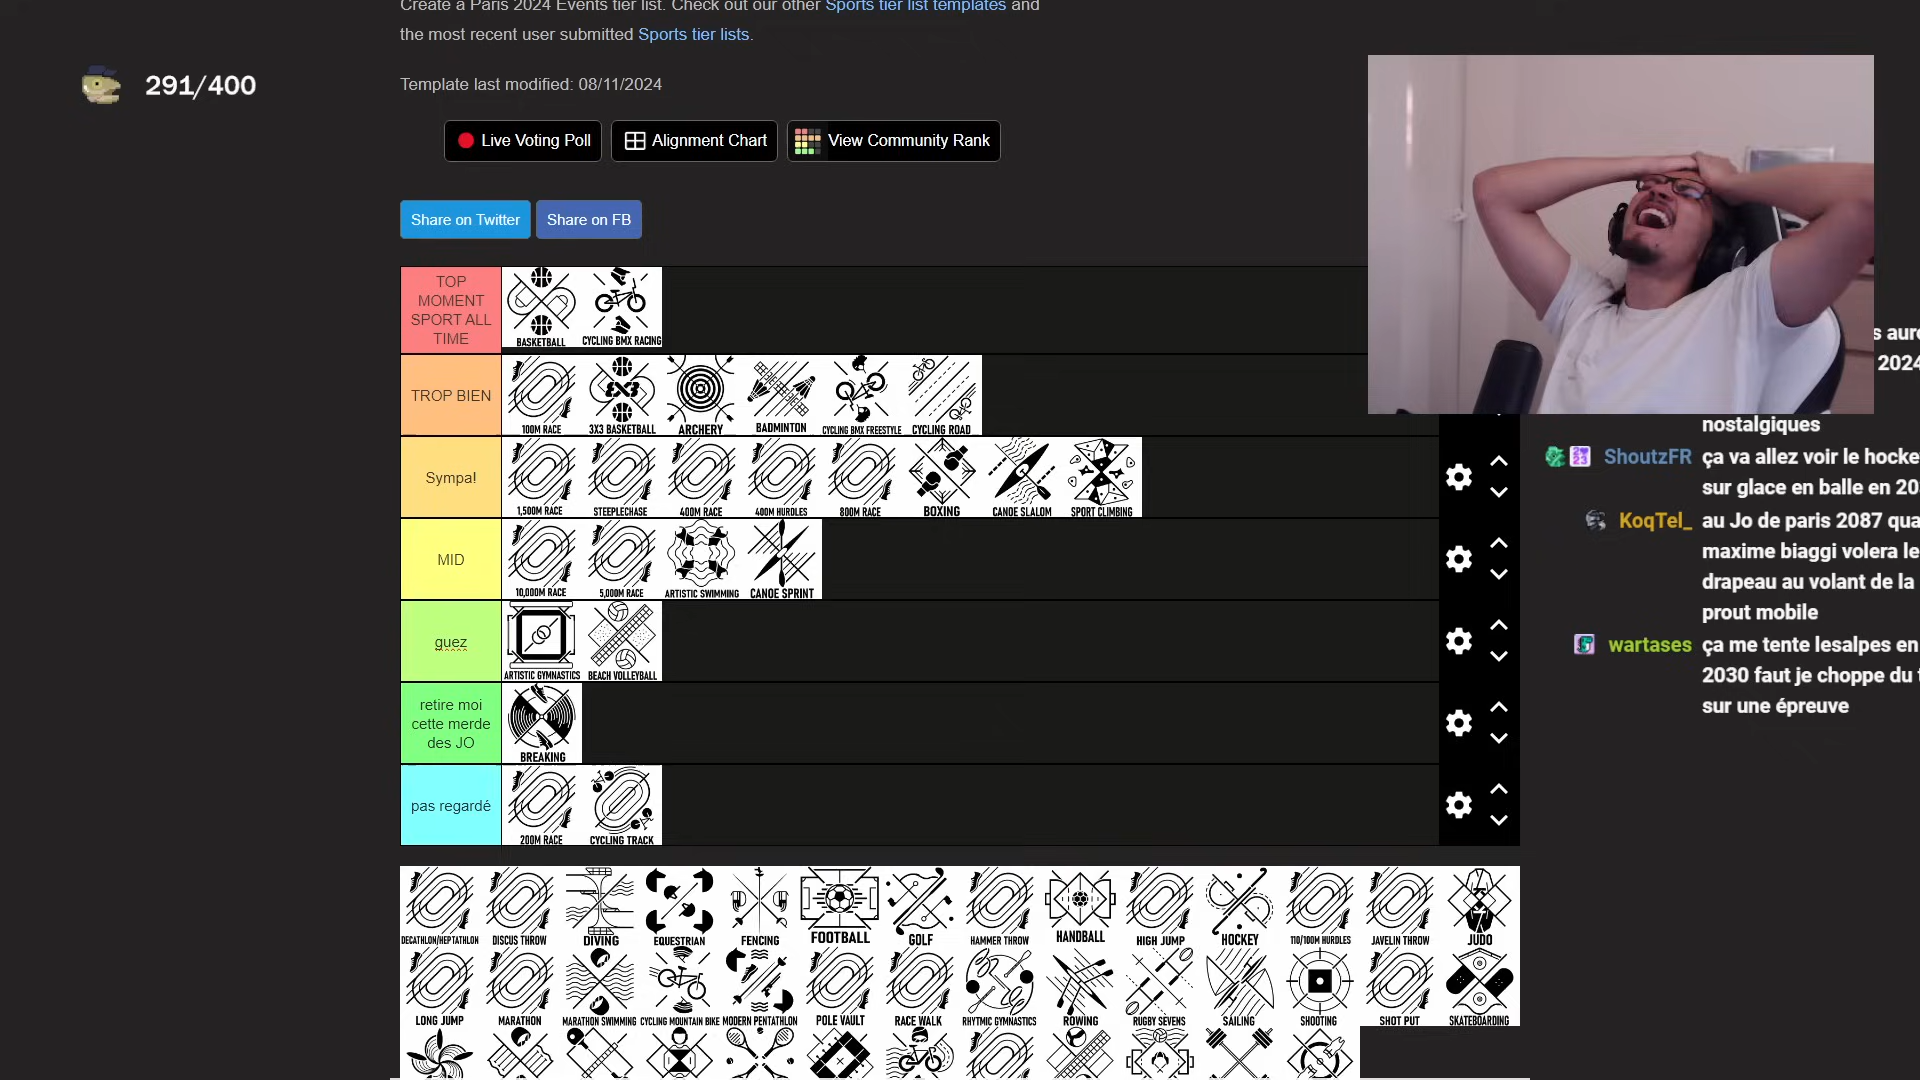 Create a Paris 2024 Events tier list. Check out our other Sports tier list templates and
the most recent user submitted Sports tier lists.
291/400
Template last modified: 08/11/2024
Live Voting Poll
Alignment Chart
View Community Rank
Share on Twitter
Share on FB
TOP
MOMENT
SPORT ALL
TIME
BASKETBALL
CYCLING BMX RACING
TROP BIEN
100M RACE
3X3
3X3 BASKETBALL
ARCHERY
BADMINTON
CYCLING BMX FREESTYLE
CYCLING ROAD
Sympa!
1,500M RACE
STEEPLECHASE
400M RACE
400M HURDLES
800M RACE
BOXING
CANOE SLALOM
SPORT CLIMBING
MID
10,000M RACE
5,000M RACE
ARTISTIC SWIMMING
CANOE SPRINT
guez
ARTISTIC GYMNASTICS
BEACH VOLLEYBALL
retire moi
cette merde
des JO
BREAKING
pas regardé
200M RACE
CYCLING TRACK
DECATHLON/HEPTATHLON
DISCUS THROW
DIVING
EQUESTRIAN
FENCING
FOOTBALL
GOLF
HAMMER THROW
HANDBALL
HIGH JUMP
HOCKEY
110/100M HURDLES
JAVELIN THROW
JUDO
LONG JUMP
MARATHON
MARATHON SWIMMING
CYCLING MOUNTAIN BIKE
MODERN PENTATHLON
POLE VAULT
RACE WALK
RHYTMIC GYMNASTICS
ROWING
RUGBY SEVENS
SAILING
SHOOTING
SHOT PUT
SKATEBOARDING
s auro
2024
nostalgiques
23
ShoutzFR ça va allez voir le hocke
sur glace en balle en 20
KoqTel_ au Jo de paris 2087 qua
maxime biaggi volera le
drapeau au volant de la
prout mobile
wartases ça me tente lesalpes en
2030 faut je choppe du t
sur une épreuve